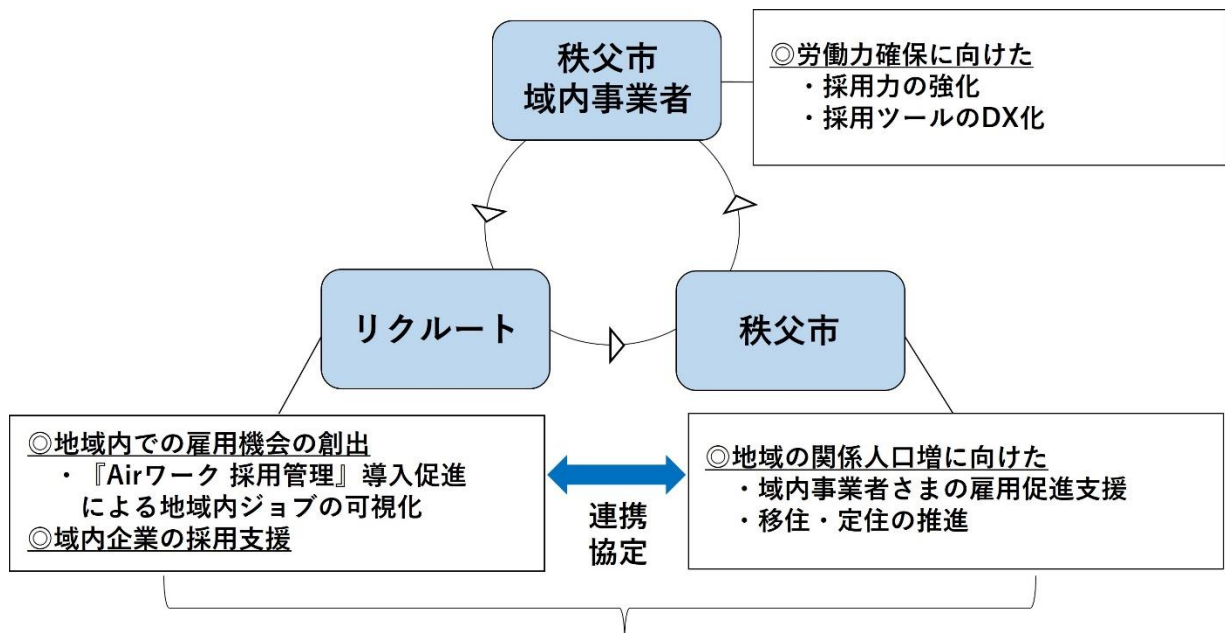 秩父市
域内事業者
◎労働力確保に向けた
・採用力の強化
・採用ツールのDX化
リクルート
秩父市
◎地域内での雇用機会の創出
・『Airワーク 採用管理』導入促進
による地域内ジョブの可視化
◎域内企業の採用支援
連携
協定
◎地域の関係人口増に向けた
・域内事業者さまの雇用促進支援
・移住・定住の推進